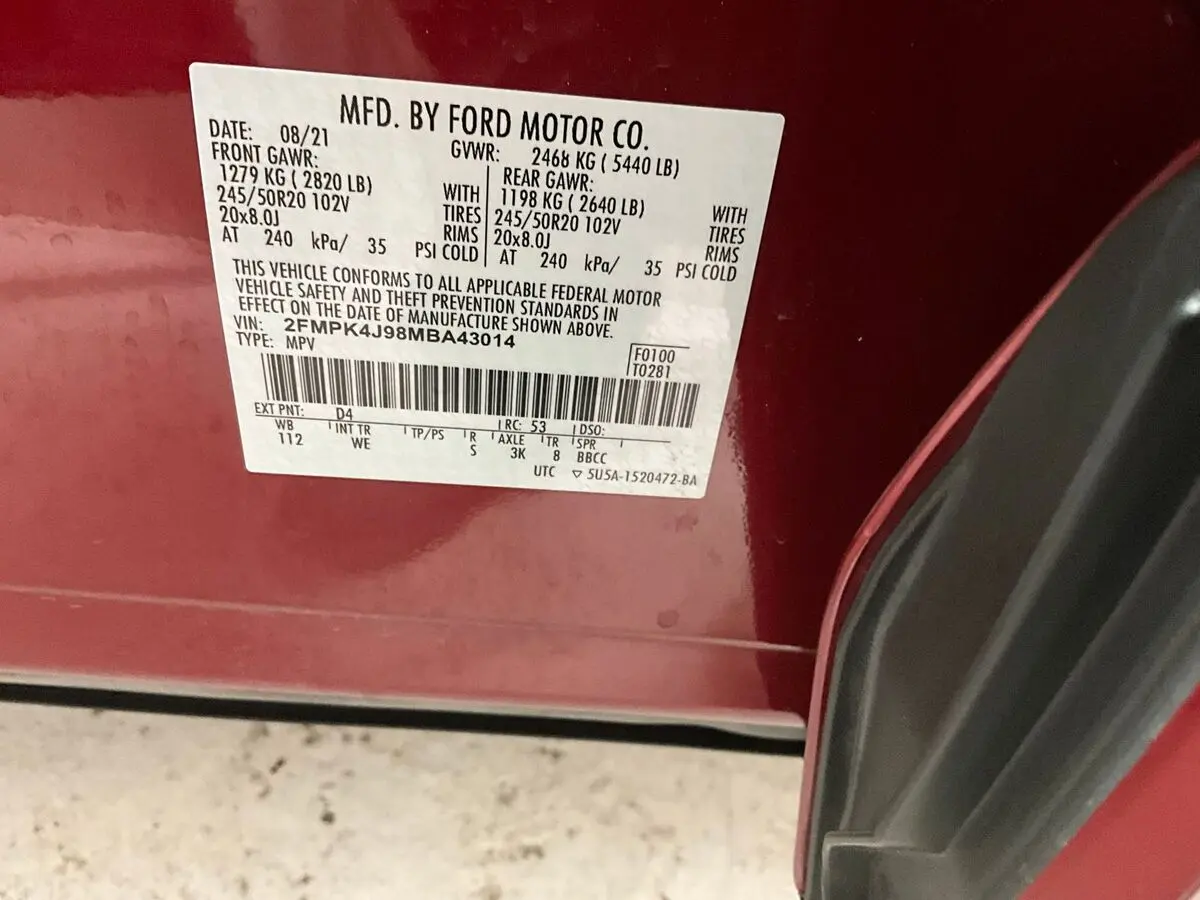 MFD. BY FORD MOTOR CO.
DATE: 08/21 GVWR: 2468 KG ( 5440 LB)
FRONT GAWR: REAR GAWR:
1279 KG ( 2820 LB) WITH 1198 KG ( 2640 LB) WITH
245/50R20 102V TIRES 245/50R20 102V TIRES
20x8.0J RIMS 20x8.0J RIMS
AT 240 kPa/ 35 PSI COLD AT 240 kPa/ 35 PSI COLD
THIS VEHICLE CONFORMS TO ALL APPLICABLE FEDERAL MOTOR
VEHICLE SAFETY AND THEFT PREVENTION STANDARDS IN
EFFECT ON THE DATE OF MANUFACTURE SHOWN ABOVE.
VIN: 2FMPK4J98MBA43014
TYPE: MPV
F0100
T0281
EXT PNT: D4 RC: 53 DSO:
WB INT TR TP/PS R AXLE TR SPR
112 WE S 3K 8 BBCC
UTC ▽ 5U5A-1520472-BA